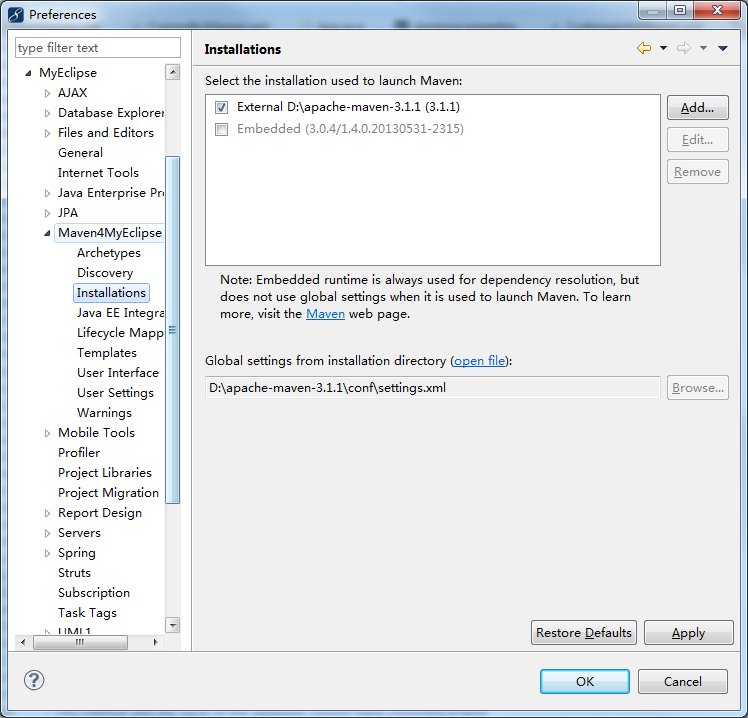 Preferences
type filter text
MyEclipse
AJAX
Database Explorer
Files and Editors
General
Internet Tools
Java Enterprise Pr
JPA
Maven4MyEclipse
Archetypes
Discovery
Installations
Java EE Integra
Lifecycle Mapp
Templates
User Interface
User Settings
Warnings
Mobile Tools
Profiler
Project Libraries
Project Migration
Report Design
Servers
Spring
Struts
Subscription
Task Tags
UML1
Installations
Select the installation used to launch Maven:
External D:\apache-maven-3.1.1 (3.1.1)
Embedded (3.0.4/1.4.0.20130531-2315)
Add...
Edit...
Remove
Note: Embedded runtime is always used for dependency resolution, but
does not use global settings when it is used to launch Maven. To learn
more, visit the Maven web page.
Global settings from installation directory (open file):
D:\apache-maven-3.1.1\conf\settings.xml
Browse...
Restore Defaults
Apply
?
OK
Cancel